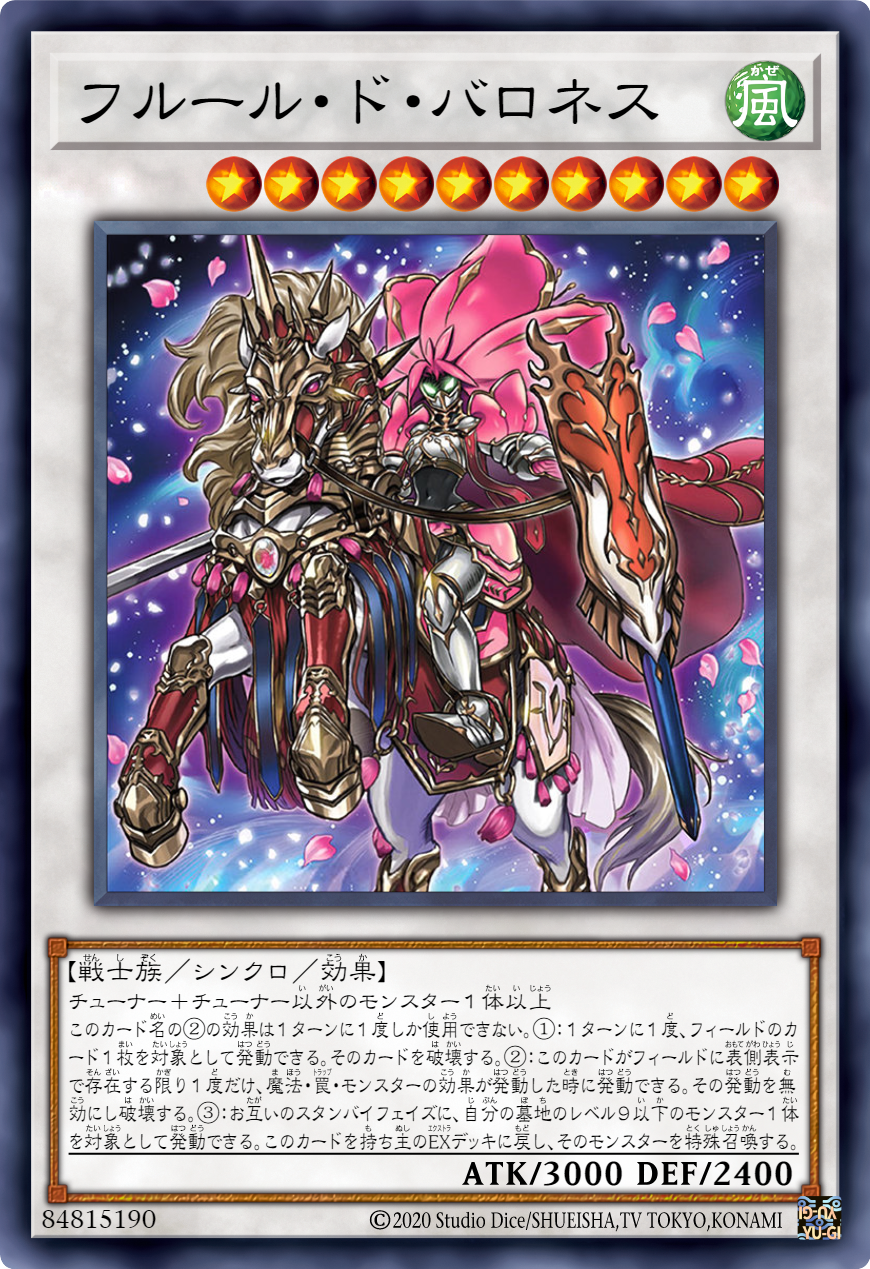 フルール・ド・バロネス
風
かぜ
【戦士族／シンクロ／効果】
チューナー＋チューナー以外のモンスター１体以上
このカード名の②の効果は１ターンに１度しか使用できない。①：１ターンに１度、フィールドのカ
ード１枚を対象として発動できる。そのカードを破壊する。②：このカードがフィールドに表側表示
で存在する限り１度だけ、魔法・罠・モンスターの効果が発動した時に発動できる。その発動を無
効にし破壊する。③：お互いのスタンバイフェイズに、自分の墓地のレベル９以下のモンスター１体
を対象として発動できる。このカードを持ち主のEXデッキに戻し、そのモンスターを特殊召喚する。
ATK/3000 DEF/2400
84815190
©2020 Studio Dice/SHUEISHA,TV TOKYO,KONAMI